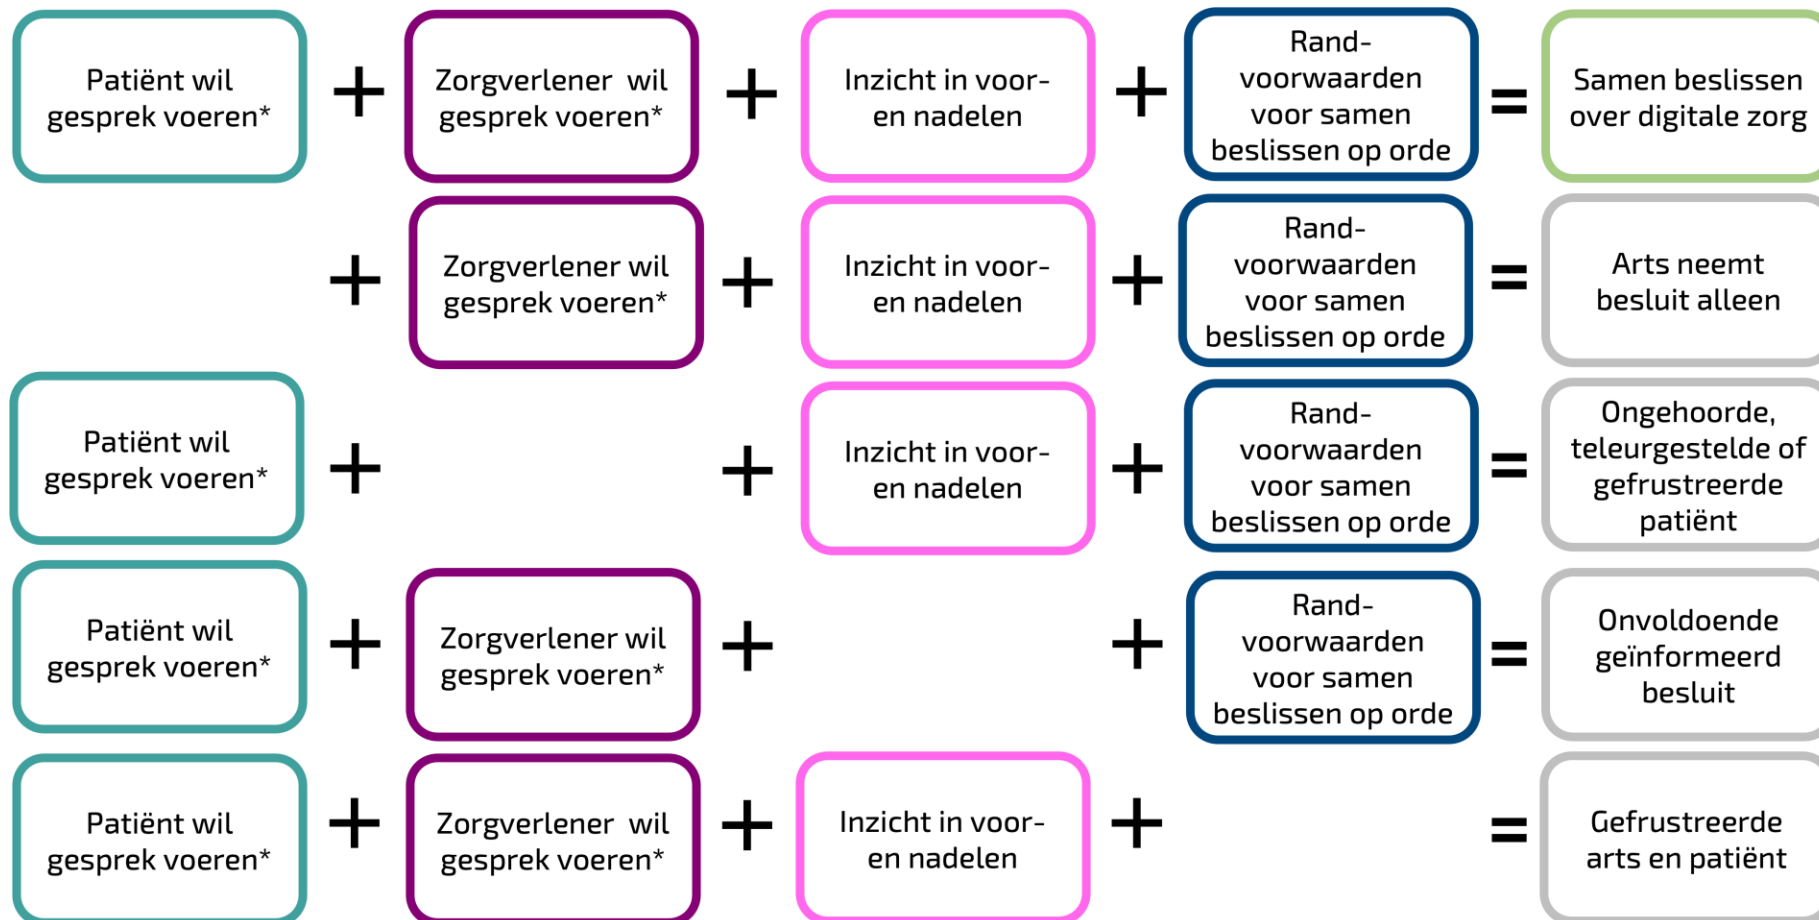 Patiënt wil
gesprek voeren*
+
Zorgverlener wil
gesprek voeren*
+
Inzicht in voor-
en nadelen
+
Rand-
voorwaarden
voor samen
beslissen op orde
=
Samen beslissen
over digitale zorg
+
Zorgverlener wil
gesprek voeren*
+
Inzicht in voor-
en nadelen
+
Rand-
voorwaarden
voor samen
beslissen op orde
=
Arts neemt
besluit alleen
Patiënt wil
gesprek voeren*
+
+
Inzicht in voor-
en nadelen
+
Rand-
voorwaarden
voor samen
beslissen op orde
=
Ongehoorde,
teleurgestelde of
gefrustreerde
patiënt
Patiënt wil
gesprek voeren*
+
Zorgverlener wil
gesprek voeren*
+
+
Rand-
voorwaarden
voor samen
beslissen op orde
=
Onvoldoende
geïnformeerd
besluit
Patiënt wil
gesprek voeren*
+
Zorgverlener wil
gesprek voeren*
+
Inzicht in voor-
en nadelen
+
=
Gefrustreerde
arts en patiënt